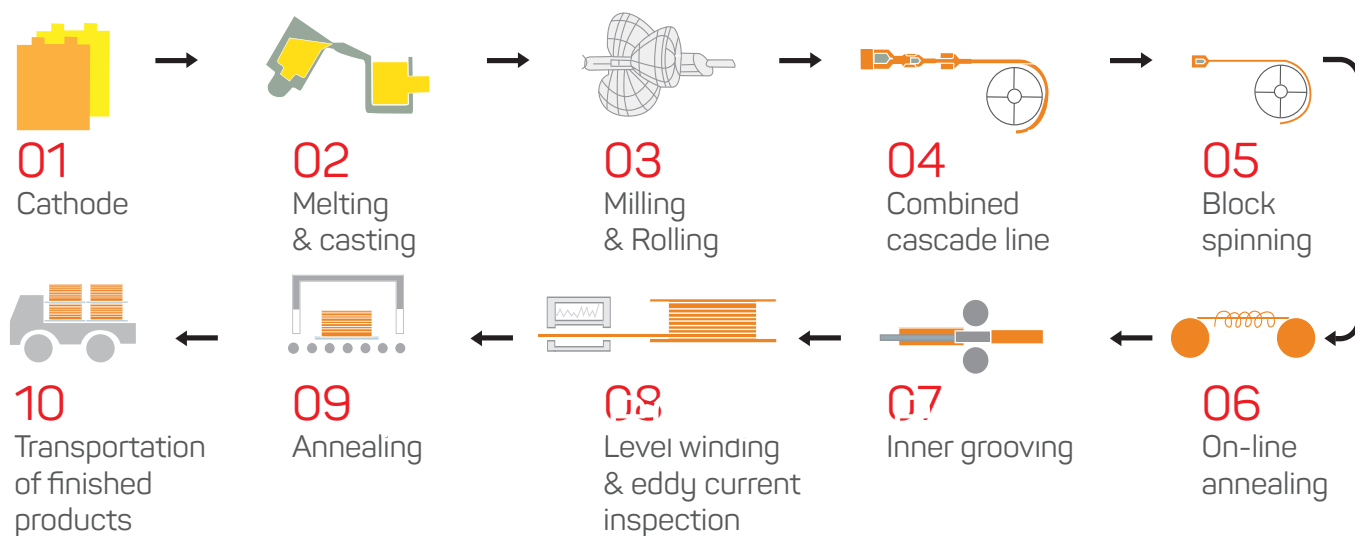 01
Cathode
02
Melting
& casting
03
Milling
& Rolling
04
Combined
cascade line
05
Block
spinning
10
Transportation
of finished
products
09
Annealing
08
Level winding
& eddy current
inspection
07
Inner grooving
06
On-line
annealing